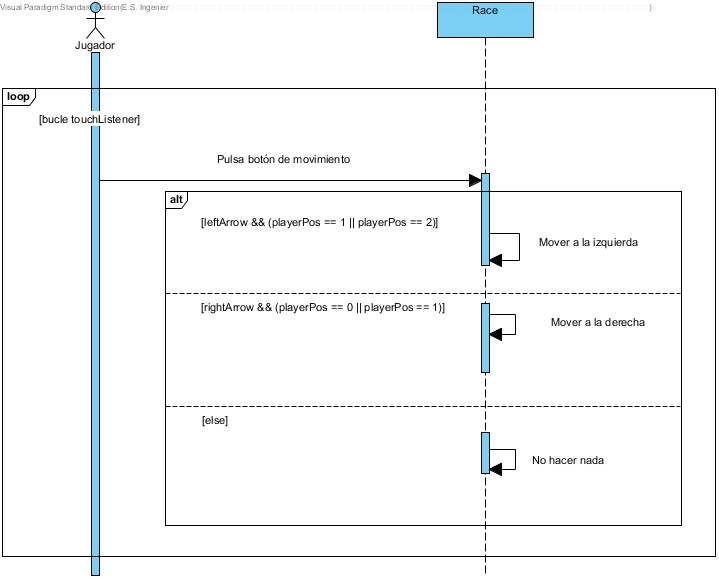 Visual Paradigm Standard Edition(E.S. Ingenier
)
Race
Jugador
loop
[bucle touchListener]
Pulsa botón de movimiento
alt
[leftArrow && (playerPos == 1 || playerPos == 2)]
Mover a la izquierda
[rightArrow && (playerPos == 0 || playerPos == 1)]
Mover a la derecha
[else]
No hacer nada